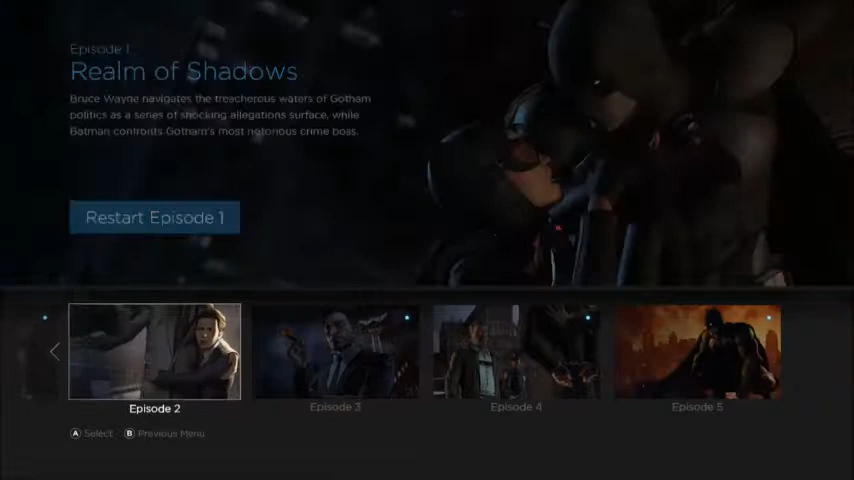 Episode 1
Realm of Shadows
Bruce Wayne navigates the treacherous waters of Gotham
politics as a series of shocking allegations surface, while
Batman confronts Gotham's most notorious crime boss.
Restart Episode 1
Episode 2
Episode 3
Episode 4
Episode 5
A Select B Previous Menu